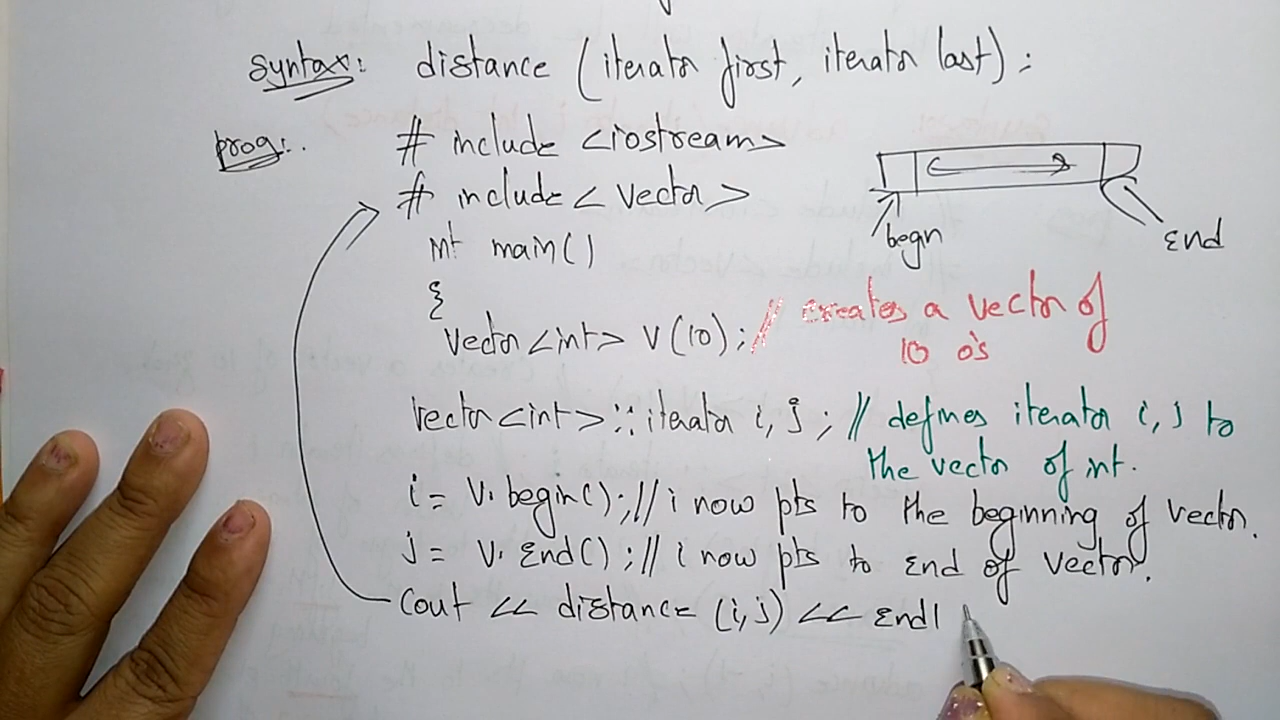 syntax: distance (iterator first, iterator last);
prog:
# include <iostream>
# include < vector >
int main()
{
vector <int> v(10); // creates a vector of
10 0's
begn
End
vector <int> :: iterator i, j ; // defines iterator i, j to
the vector of int.
i = v. begin() ; // i now pts to the beginning of vector.
j = v. End() ; // i now pts to End of vector.
Cout << distance (i,j) << Endl